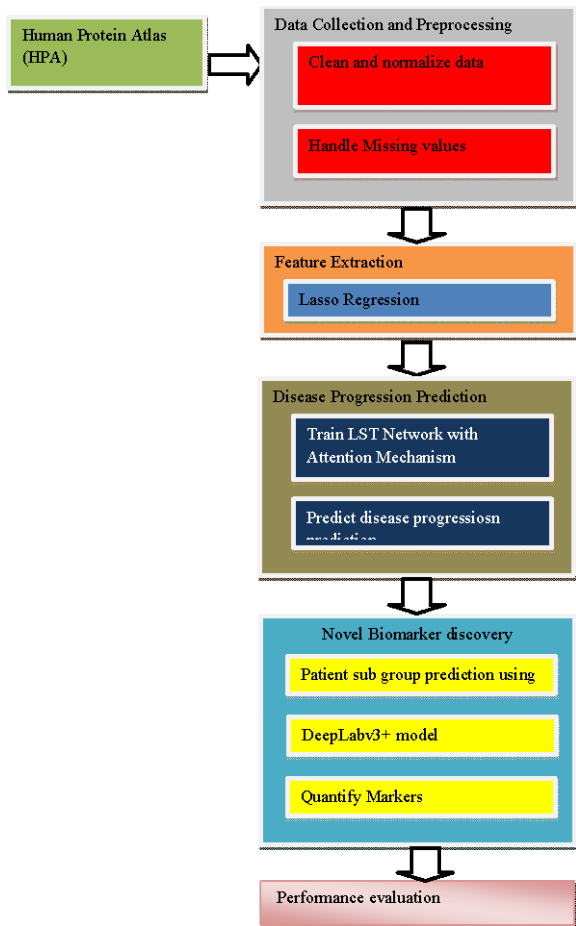 Human Protein Atlas
(HPA)
Data Collection and Preprocessing
Clean and normalize data
Handle Missing values
Feature Extraction
Lasso Regression
Disease Progression Prediction
Train LST Network with
Attention Mechanism
Predict disease progressiosn
prediction
Novel Biomarker discovery
Patient sub group prediction using
DeepLabv3+ model
Quantify Markers
Performance evaluation